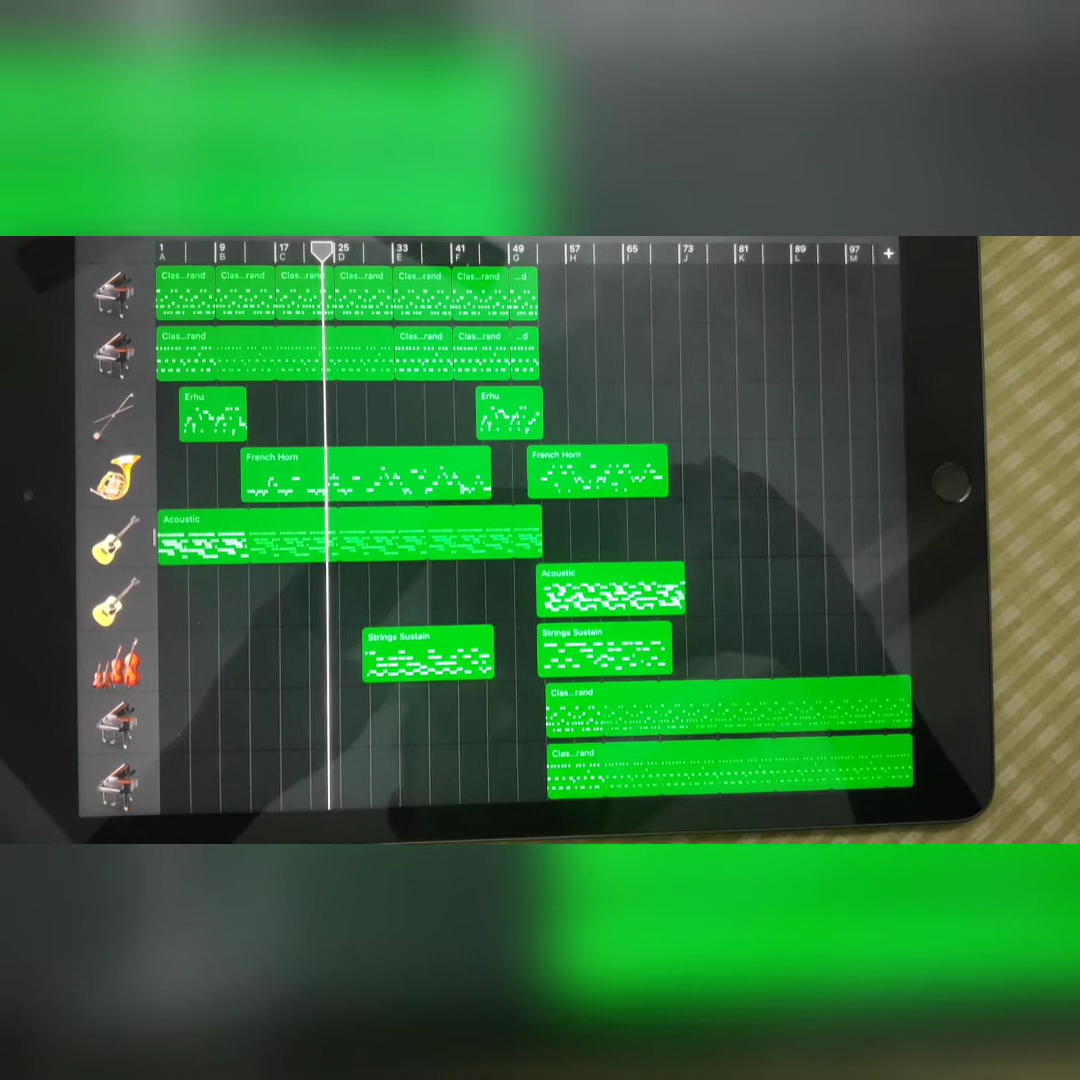 1 9 17 25 33 41 49 57 65 73 81 89 97 +
A B C D E F G H I J K L M
Clas...rand Clas...rand Clas...rand Clas...rand Clas...rand Clas...rand ...d
Clas...rand Clas...rand Clas...rand ...d
Erhu Erhu
French Horn French Horn
Acoustic
Acoustic
Strings Sustain Strings Sustain
Clas...rand
Clas...rand